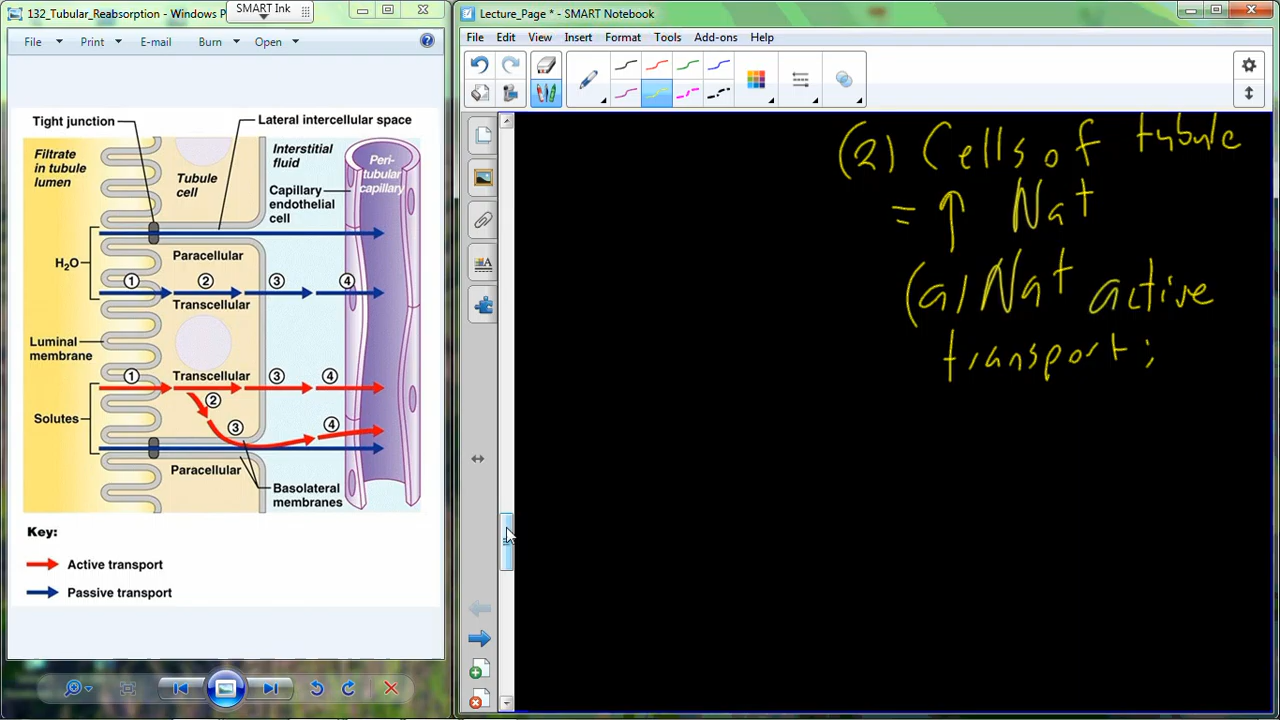 132_Tubular_Reabsorption - Windows P
SMART Ink
File Print E-mail Burn Open
Tight junction
Lateral intercellular space
Filtrate
in tubule
lumen
Tubule
cell
Interstitial
fluid
Peri-
tubular
capillary
Capillary
endothelial
cell
Paracellular
H₂O
① ② ③ ④
Transcellular
Luminal
membrane
① Transcellular ③ ④
②
Solutes
③ ④
Paracellular
Basolateral
membranes
Key:
Active transport
Passive transport
Lecture_Page * - SMART Notebook
File Edit View Insert Format Tools Add-ons Help
(2) Cells of tubule
= ↑ Na+
(a) Na+ active
transport;